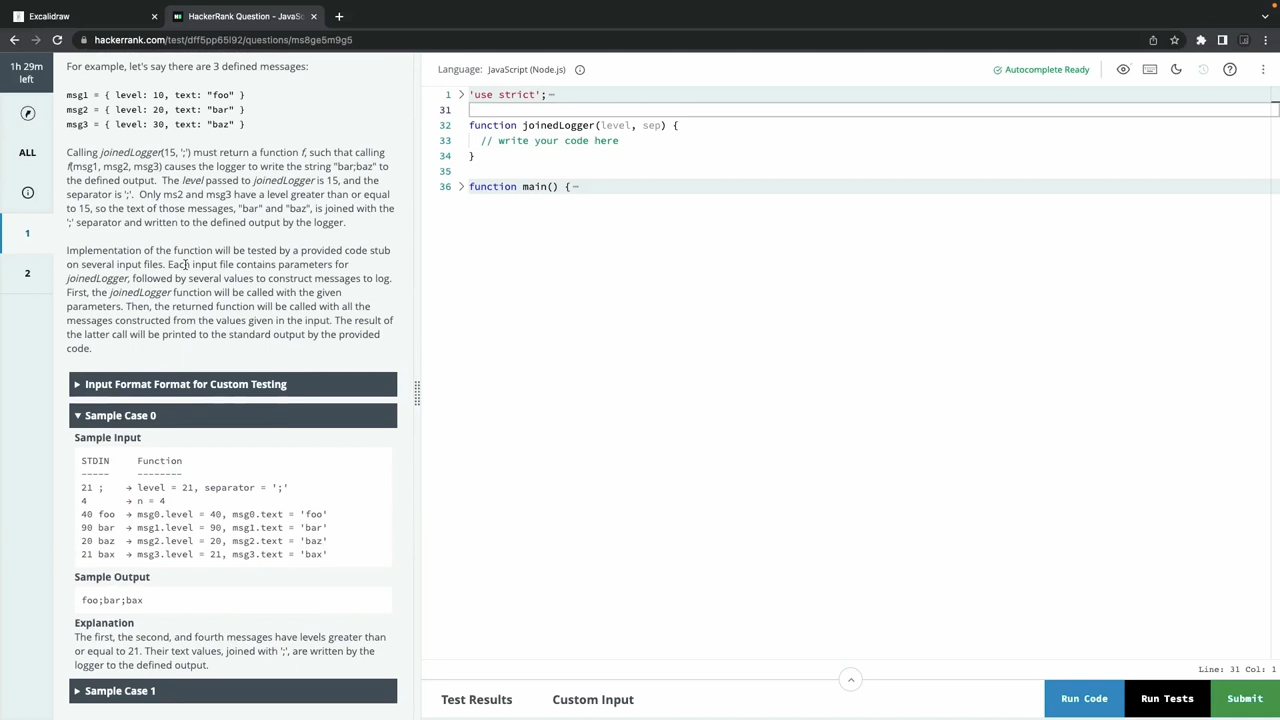 Excalidraw
HackerRank Question - JavaSc
hackerrank.com/test/dff5pp65l92/questions/ms8ge5m9g5
1h 29m
left
ALL
1
2
For example, let's say there are 3 defined messages:
msg1 = { level: 10, text: "foo" }
msg2 = { level: 20, text: "bar" }
msg3 = { level: 30, text: "baz" }
Calling joinedLogger(15, ';') must return a function f, such that calling
f(msg1, msg2, msg3) causes the logger to write the string "bar;baz" to
the defined output.  The level passed to joinedLogger is 15, and the
separator is ';'.  Only ms2 and msg3 have a level greater than or equal
to 15, so the text of those messages, "bar" and "baz", is joined with the
';' separator and written to the defined output by the logger.
Implementation of the function will be tested by a provided code stub
on several input files. Each input file contains parameters for
joinedLogger, followed by several values to construct messages to log.
First, the joinedLogger function will be called with the given
parameters. Then, the returned function will be called with all the
messages constructed from the values given in the input. The result of
the latter call will be printed to the standard output by the provided
code.
Input Format Format for Custom Testing
Sample Case 0
Sample Input
STDIN    Function
-----    --------
21 ;   → level = 21, separator = ';'
4      → n = 4
40 foo → msg0.level = 40, msg0.text = 'foo'
90 bar → msg1.level = 90, msg1.text = 'bar'
20 baz → msg2.level = 20, msg2.text = 'baz'
21 bax → msg3.level = 21, msg3.text = 'bax'
Sample Output
foo;bar;bax
Explanation
The first, the second, and fourth messages have levels greater than
or equal to 21. Their text values, joined with ';', are written by the
logger to the defined output.
Sample Case 1
Language: JavaScript (Node.js)
Autocomplete Ready
1 'use strict';
31
32 function joinedLogger(level, sep) {
33 // write your code here
34 }
35
36 function main() {
Line: 31 Col: 1
Test Results
Custom Input
Run Code
Run Tests
Submit